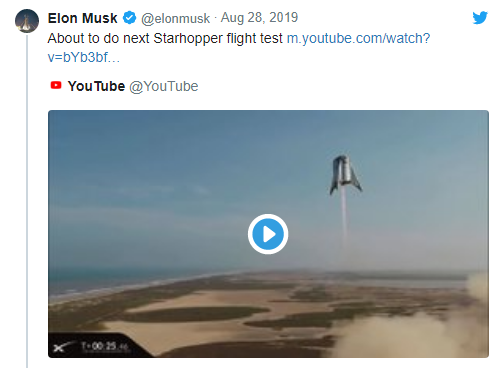 Elon Musk @elonmusk · Aug 28, 2019
About to do next Starhopper flight test m.youtube.com/watch?
v=bYb3bf…
YouTube @YouTube
T+00:25